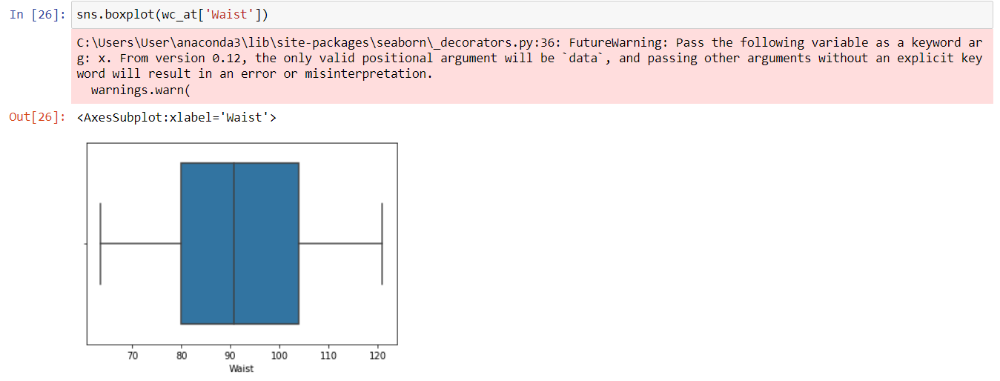 In [26]: sns.boxplot(wc_at['Waist'])
C:\Users\User\anaconda3\lib\site-packages\seaborn\_decorators.py:36: FutureWarning: Pass the following variable as a keyword ar
g: x. From version 0.12, the only valid positional argument will be `data`, and passing other arguments without an explicit key
word will result in an error or misinterpretation.
  warnings.warn(
Out[26]: <AxesSubplot:xlabel='Waist'>
70 80 90 100 110 120
Waist